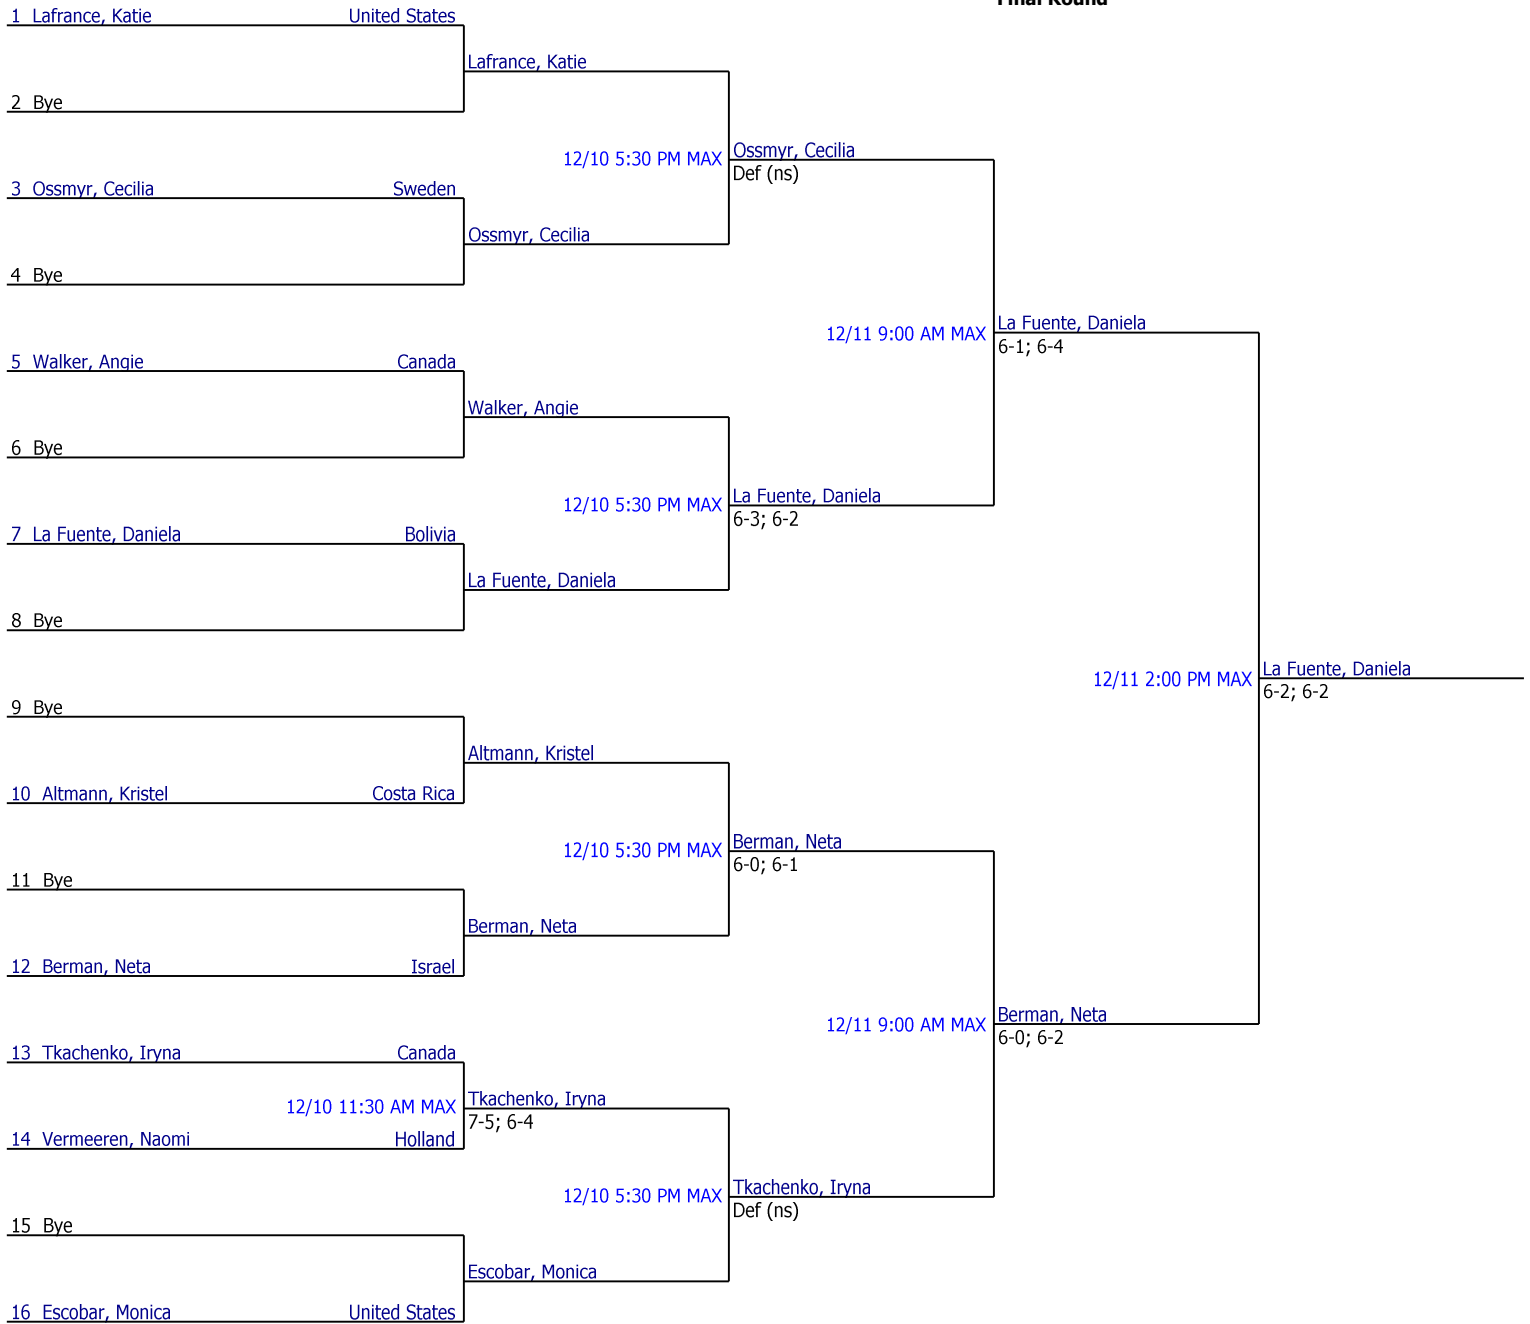 Final Round
1 Lafrance, Katie United States
Lafrance, Katie
2 Bye
12/10 5:30 PM MAX Ossmyr, Cecilia
Def (ns)
3 Ossmyr, Cecilia Sweden
Ossmyr, Cecilia
4 Bye
12/11 9:00 AM MAX La Fuente, Daniela
6-1; 6-4
5 Walker, Angie Canada
Walker, Angie
6 Bye
12/10 5:30 PM MAX La Fuente, Daniela
6-3; 6-2
7 La Fuente, Daniela Bolivia
La Fuente, Daniela
8 Bye
12/11 2:00 PM MAX La Fuente, Daniela
6-2; 6-2
9 Bye
Altmann, Kristel
10 Altmann, Kristel Costa Rica
12/10 5:30 PM MAX Berman, Neta
6-0; 6-1
11 Bye
Berman, Neta
12 Berman, Neta Israel
12/11 9:00 AM MAX Berman, Neta
6-0; 6-2
13 Tkachenko, Iryna Canada
12/10 11:30 AM MAX Tkachenko, Iryna
7-5; 6-4
14 Vermeeren, Naomi Holland
12/10 5:30 PM MAX Tkachenko, Iryna
Def (ns)
15 Bye
Escobar, Monica
16 Escobar, Monica United States